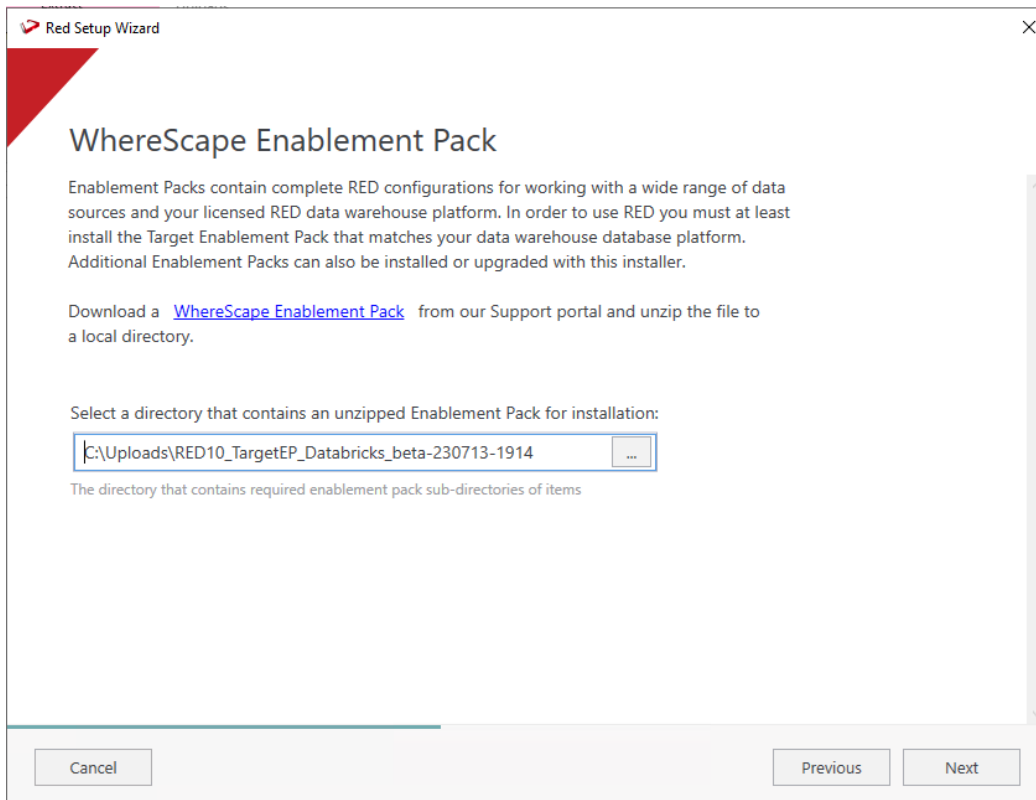 Red Setup Wizard
WhereScape Enablement Pack
Enablement Packs contain complete RED configurations for working with a wide range of data
sources and your licensed RED data warehouse platform. In order to use RED you must at least
install the Target Enablement Pack that matches your data warehouse database platform.
Additional Enablement Packs can also be installed or upgraded with this installer.
Download a WhereScape Enablement Pack from our Support portal and unzip the file to
a local directory.
Select a directory that contains an unzipped Enablement Pack for installation:
C:\Uploads\RED10_TargetEP_Databricks_beta-230713-1914
...
The directory that contains required enablement pack sub-directories of items
Cancel
Previous
Next